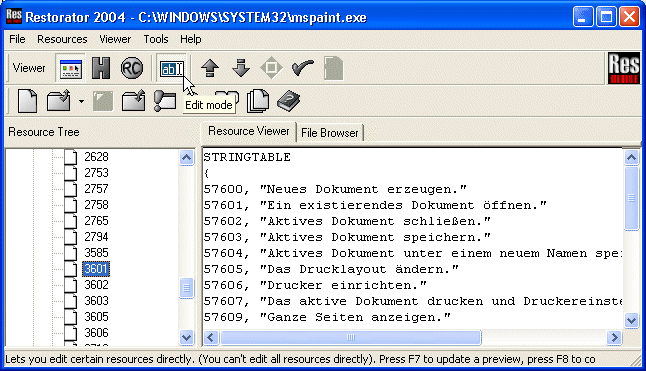 Restorator 2004 - C:\WINDOWS\SYSTEM32\mspaint.exe
Res
File Resources Viewer Tools Help
Viewer
RC
ab
Res
Edit mode
Resource Tree
Resource Viewer
File Browser
2628
2753
2757
2758
2765
2794
3585
3601
3602
3603
3605
3606
STRINGTABLE
{
57600, "Neues Dokument erzeugen."
57601, "Ein existierendes Dokument öffnen."
57602, "Aktives Dokument schließen."
57603, "Aktives Dokument speichern."
57604, "Aktives Dokument unter einem neuem Namen spei
57605, "Das Drucklayout ändern."
57606, "Drucker einrichten."
57607, "Das aktive Dokument drucken und Druckereinste
57609, "Ganze Seiten anzeigen."
Lets you edit certain resources directly. (You can't edit all resources directly). Press F7 to update a preview, press F8 to co